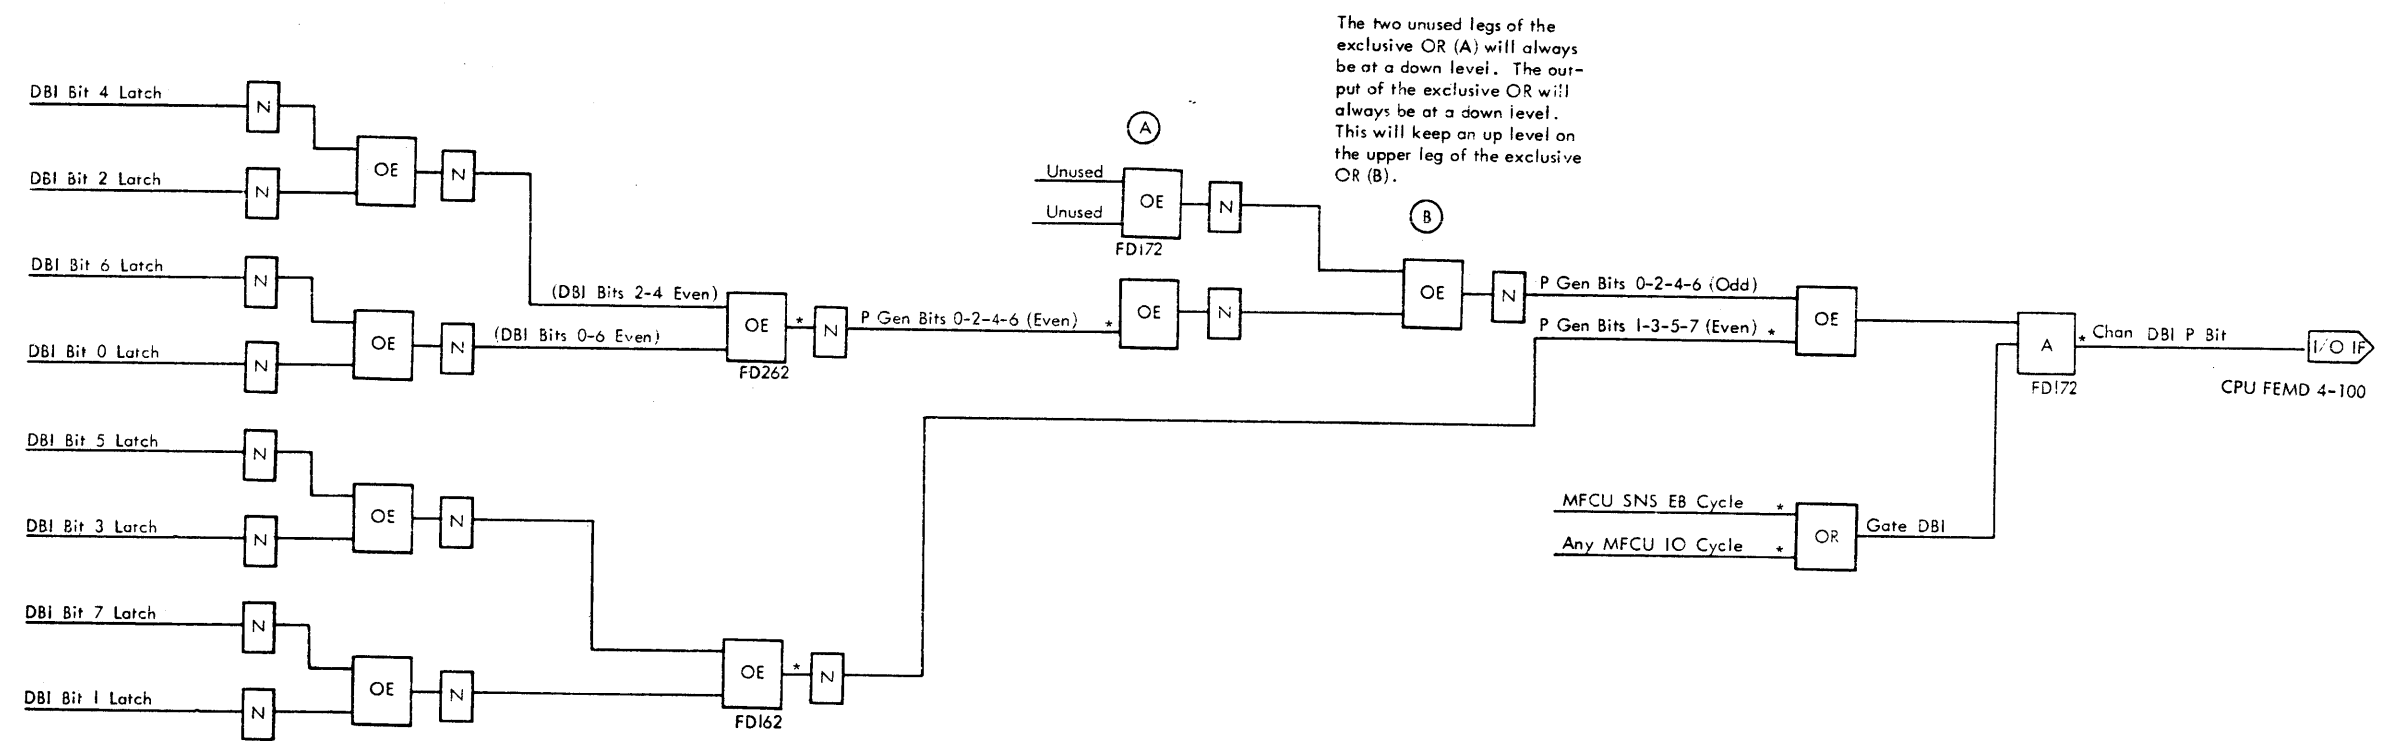 The two unused legs of the
exclusive OR (A) will always
be at a down level. The out-
put of the exclusive OR will
always be at a down level.
This will keep an up level on
the upper leg of the exclusive
OR (B).
DBI Bit 4 Latch
N
OE
N
DBI Bit 2 Latch
N
A
Unused
OE
N
Unused
FD172
B
DBI Bit 6 Latch
N
OE
N
(DBI Bits 2-4 Even)
(DBI Bits 0-6 Even)
DBI Bit 0 Latch
N
OE
*
N
FD262
P Gen Bits 0-2-4-6 (Even)
*
OE
N
OE
N
P Gen Bits 0-2-4-6 (Odd)
P Gen Bits 1-3-5-7 (Even) *
OE
A
FD172
* Chan DBI P Bit
I/O IF
CPU FEMD 4-100
DBI Bit 5 Latch
N
OE
N
DBI Bit 3 Latch
N
MFCU SNS EB Cycle *
Any MFCU IO Cycle *
OR
Gate DBI
DBI Bit 7 Latch
N
OE
N
DBI Bit 1 Latch
N
OE
*
N
FD162